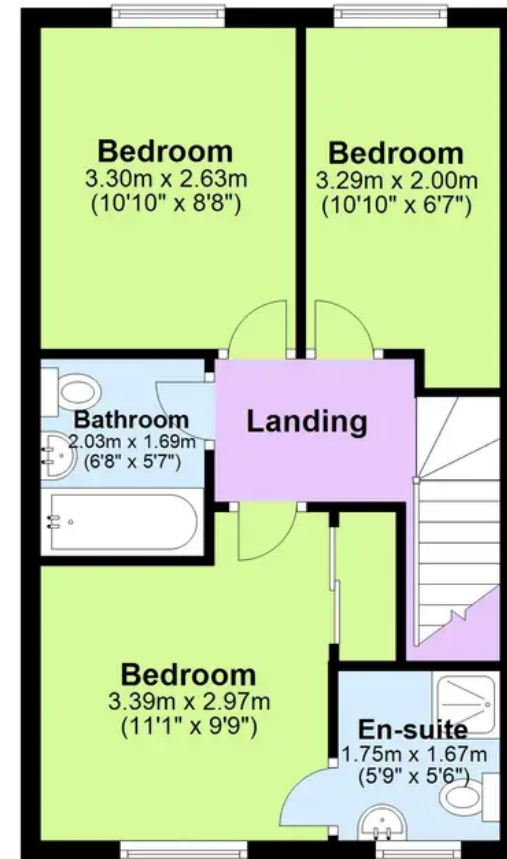 Bedroom
3.30m x 2.63m
(10'10" x 8'8")
Bedroom
3.29m x 2.00m
(10'10" x 6'7")
Bathroom
2.03m x 1.69m
(6'8" x 5'7")
Landing
Bedroom
3.39m x 2.97m
(11'1" x 9'9")
En-suite
1.75m x 1.67m
(5'9" x 5'6")